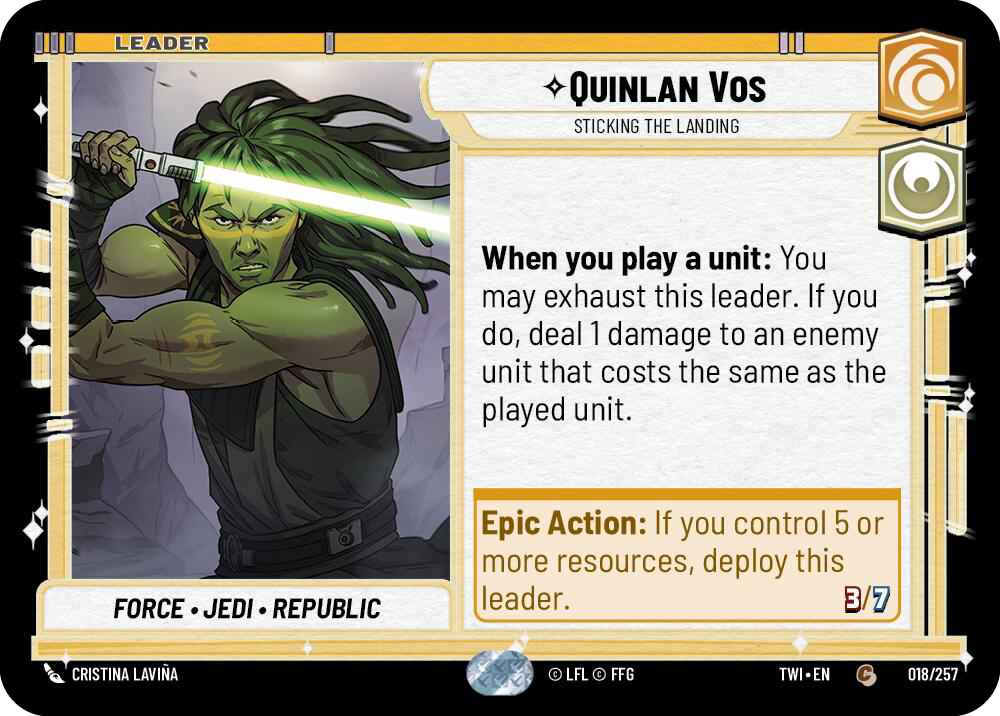 LEADER
✧QUINLAN VOS
STICKING THE LANDING
When you play a unit: You
may exhaust this leader. If you
do, deal 1 damage to an enemy
unit that costs the same as the
played unit.
Epic Action: If you control 5 or
more resources, deploy this
leader.
3/7
FORCE • JEDI • REPUBLIC
CRISTINA LAVIÑA
© LFL © FFG
TWI • EN
C
018/257